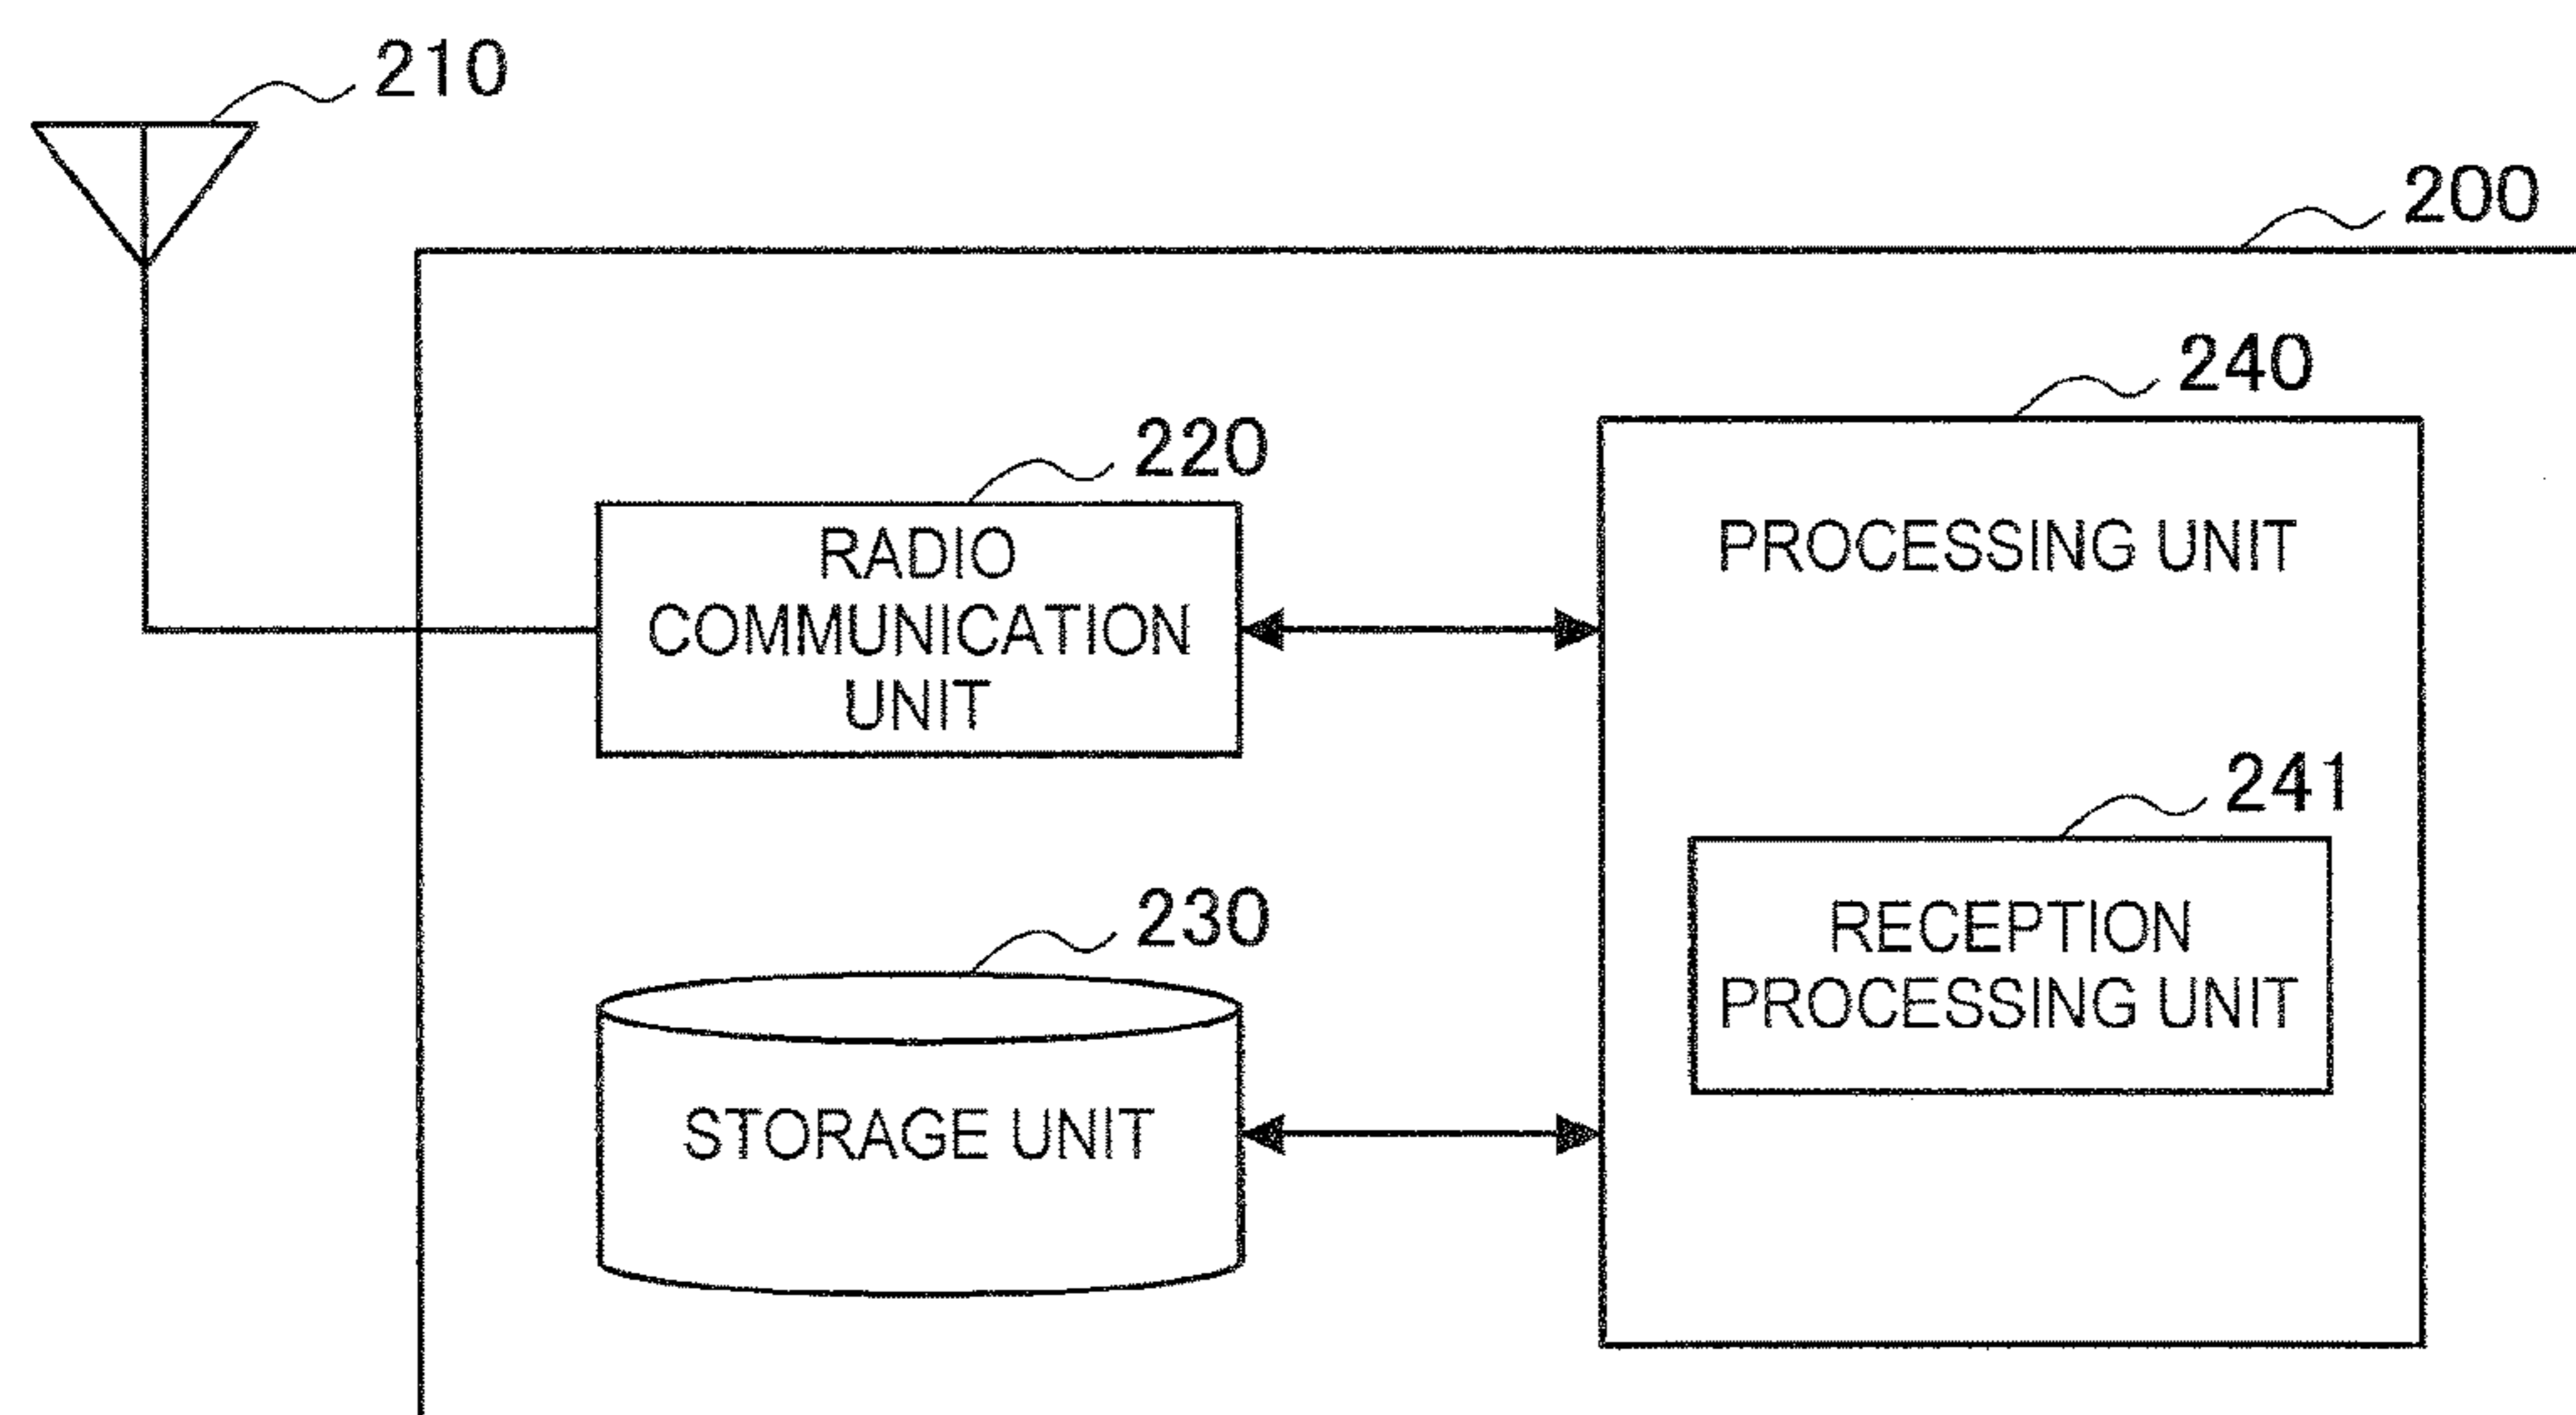 210
200
240
220
RADIO
COMMUNICATION
UNIT
PROCESSING UNIT
241
RECEPTION
PROCESSING UNIT
230
STORAGE UNIT